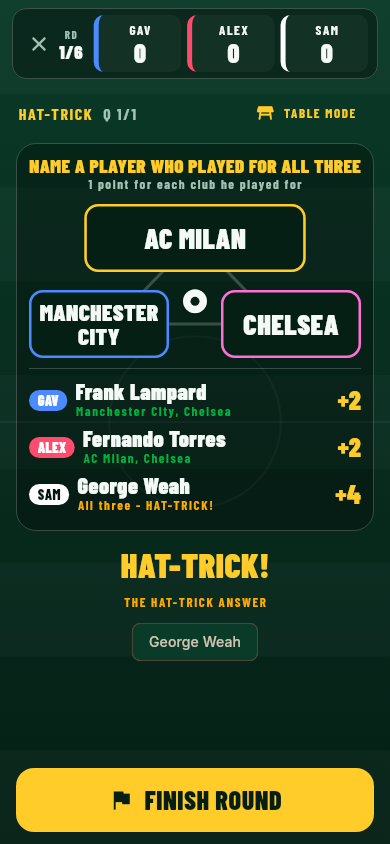 RD
1/6
GAV
0
ALEX
0
SAM
0
HAT-TRICK Q 1/1
TABLE MODE
NAME A PLAYER WHO PLAYED FOR ALL THREE
1 point for each club he played for
AC MILAN
MANCHESTER
CITY
CHELSEA
GAV Frank Lampard +2
Manchester City, Chelsea
ALEX Fernando Torres +2
AC Milan, Chelsea
SAM George Weah +4
All three - HAT-TRICK!
HAT-TRICK!
THE HAT-TRICK ANSWER
George Weah
FINISH ROUND